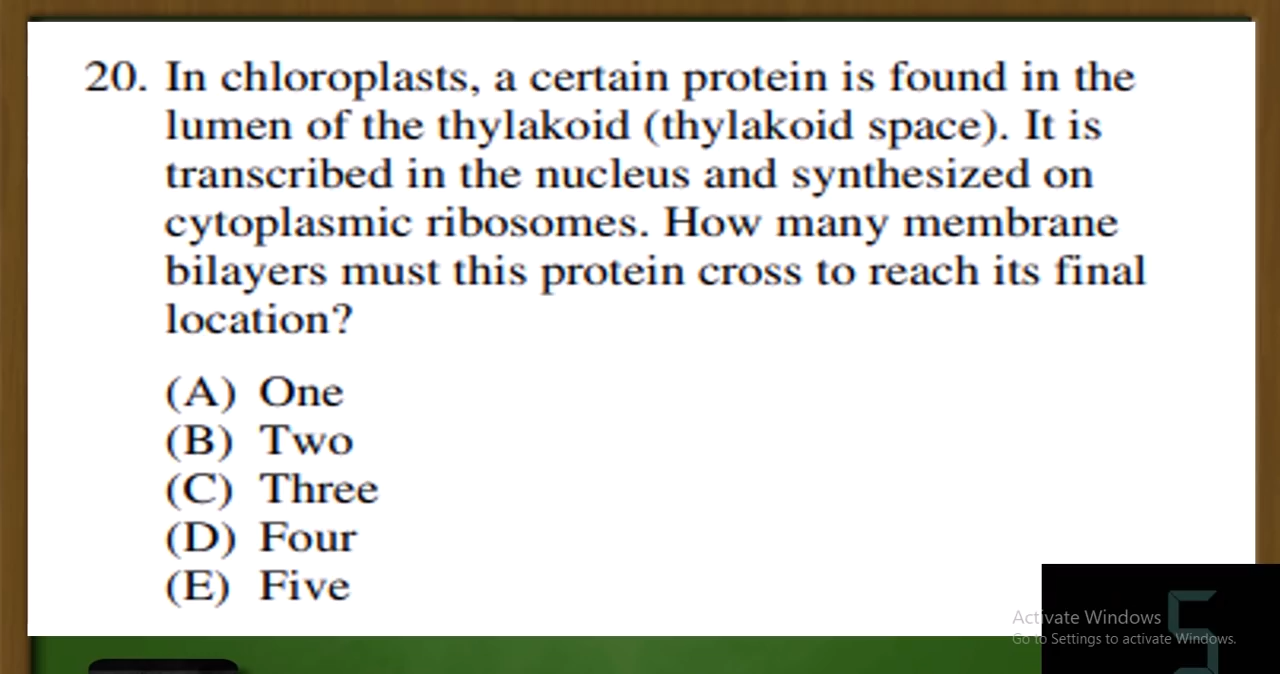 20. In chloroplasts, a certain protein is found in the
lumen of the thylakoid (thylakoid space). It is
transcribed in the nucleus and synthesized on
cytoplasmic ribosomes. How many membrane
bilayers must this protein cross to reach its final
location?
(A) One
(B) Two
(C) Three
(D) Four
(E) Five
Activate Windows
Go to Settings to activate Windows.
5